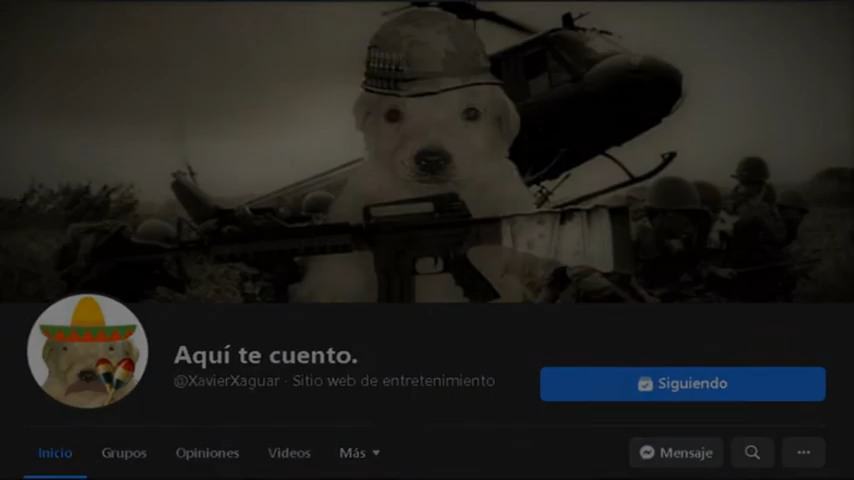 Aquí te cuento.
@XavierXaguar · Sitio web de entretenimiento
Siguiendo
Inicio Grupos Opiniones Videos Más
Mensaje